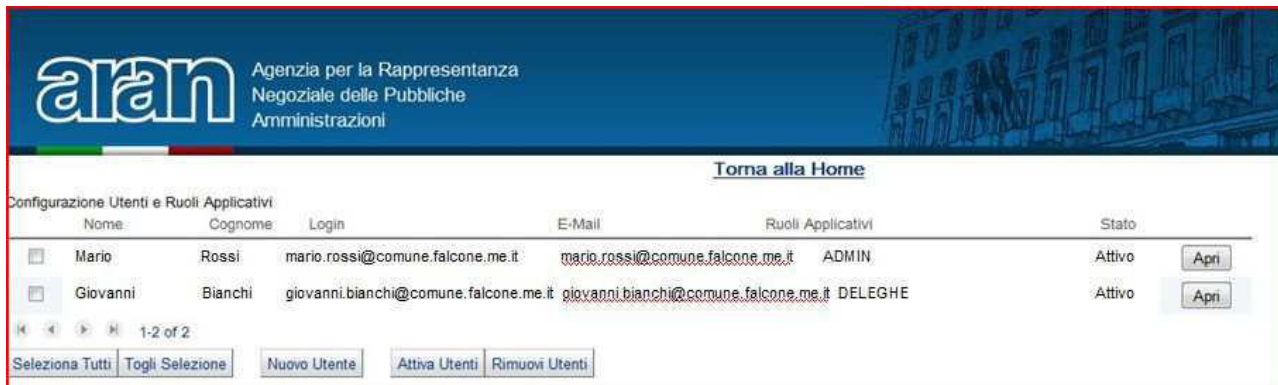 aran
Agenzia per la Rappresentanza
Negoziale delle Pubbliche
Amministrazioni
Torna alla Home
Configurazione Utenti e Ruoli Applicativi
Nome Cognome Login E-Mail Ruoli Applicativi Stato
Mario Rossi mario.rossi@comune.falcone.me.it mario.rossi@comune.falcone.me.it ADMIN Attivo Apri
Giovanni Bianchi giovanni.bianchi@comune.falcone.me.it giovanni.bianchi@comune.falcone.me.it DELEGHE Attivo Apri
1-2 of 2
Seleziona Tutti Togli Selezione Nuovo Utente Attiva Utenti Rimuovi Utenti